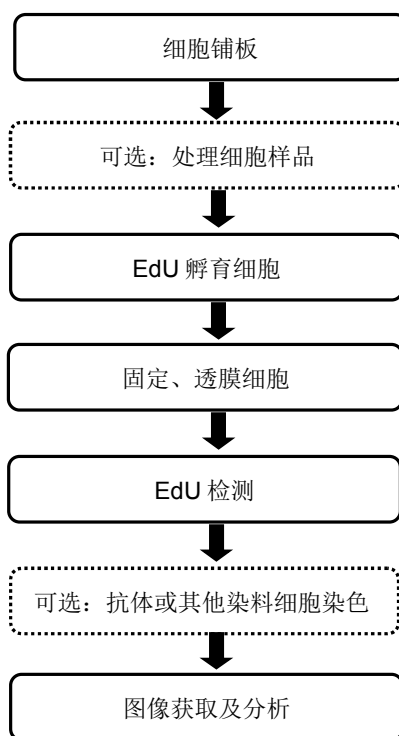 细胞铺板
可选：处理细胞样品
EdU 孵育细胞
固定、透膜细胞
EdU 检测
可选：抗体或其他染料细胞染色
图像获取及分析